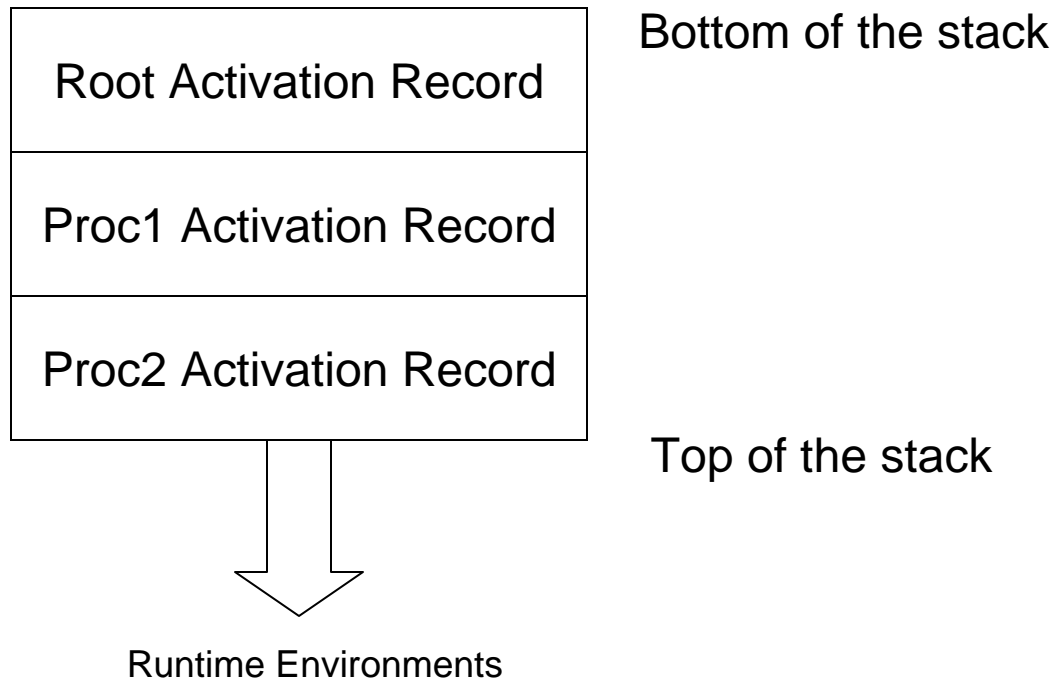 Bottom of the stack
Root Activation Record
Proc1 Activation Record
Proc2 Activation Record
Top of the stack
Runtime Environments